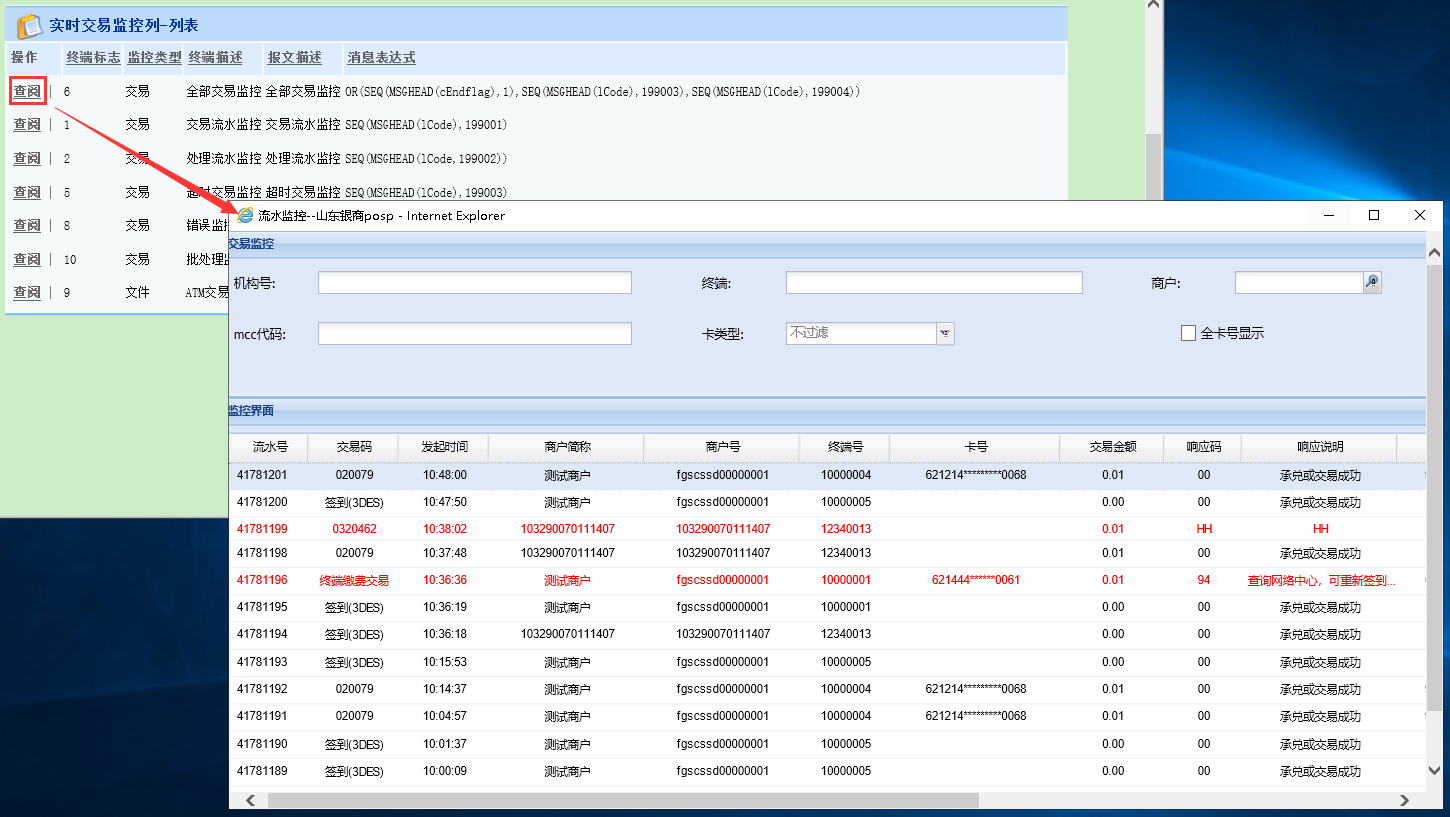 实时交易监控列-列表
操作 终端标志 监控类型 终端描述 报文描述 消息表达式
查阅 | 6 交易 全部交易监控 全部交易监控 OR(SEQ(MSGHEAD(cEndflag),1),SEQ(MSGHEAD(lCode),199003),SEQ(MSGHEAD(lCode),199004))
查阅 | 1 交易 交易流水监控 交易流水监控 SEQ(MSGHEAD(lCode),199001)
查阅 | 2 交易 处理流水监控 处理流水监控 SEQ(MSGHEAD(lCode,199002))
查阅 | 5 交易 超时交易监控 超时交易监控 SEQ(MSGHEAD(lCode),199003)
查阅 | 8 交易 错误监
查阅 | 10 交易 批处理
查阅 | 9 文件 ATM交易
流水监控--山东银商posp - Internet Explorer
交易监控
机构号: 终端: 商户:
mcc代码: 卡类型: 不过滤 全卡号显示
监控界面
流水号 交易码 发起时间 商户简称 商户号 终端号 卡号 交易金额 响应码 响应说明
41781201 020079 10:48:00 测试商户 fgscssd00000001 10000004 621214*********0068 0.01 00 承兑或交易成功
41781200 签到(3DES) 10:47:50 测试商户 fgscssd00000001 10000005 0.00 00 承兑或交易成功
41781199 0320462 10:38:02 103290070111407 103290070111407 12340013 0.01 HH HH
41781198 020079 10:37:48 103290070111407 103290070111407 12340013 0.01 00 承兑或交易成功
41781196 终端缴费交易 10:36:36 测试商户 fgscssd00000001 10000001 621444******0061 0.01 94 查询网络中心，可重新签到...
41781195 签到(3DES) 10:36:19 测试商户 fgscssd00000001 10000001 0.00 00 承兑或交易成功
41781194 签到(3DES) 10:36:18 103290070111407 103290070111407 12340013 0.00 00 承兑或交易成功
41781193 签到(3DES) 10:15:53 测试商户 fgscssd00000001 10000005 0.00 00 承兑或交易成功
41781192 020079 10:14:37 测试商户 fgscssd00000001 10000004 621214*********0068 0.01 00 承兑或交易成功
41781191 020079 10:04:57 测试商户 fgscssd00000001 10000004 621214*********0068 0.01 00 承兑或交易成功
41781190 签到(3DES) 10:01:37 测试商户 fgscssd00000001 10000005 0.00 00 承兑或交易成功
41781189 签到(3DES) 10:00:09 测试商户 fgscssd00000001 10000005 0.00 00 承兑或交易成功